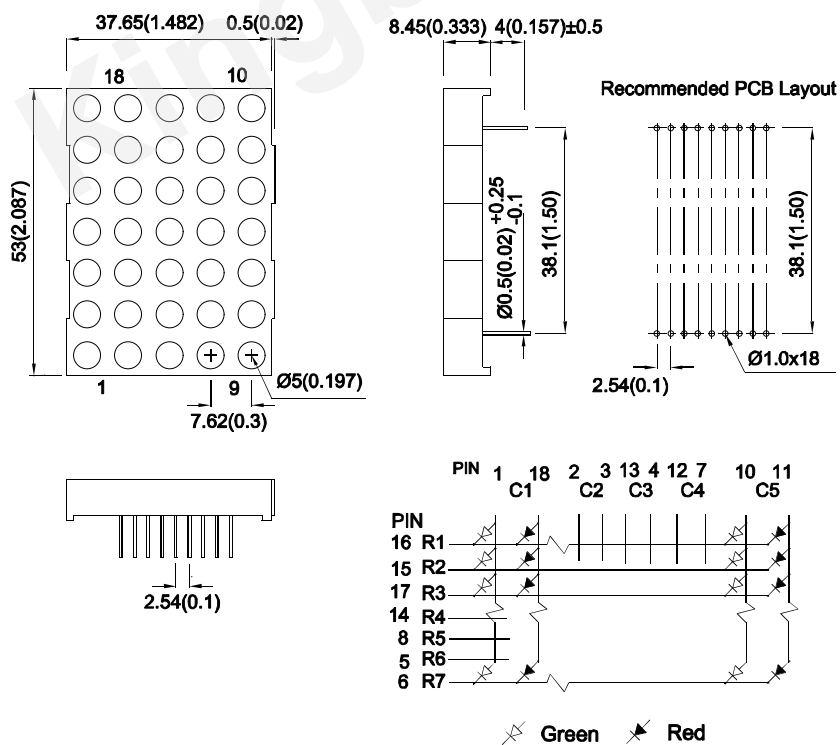 37.65(1.482) 0.5(0.02)
18 10
53(2.087)
1 9
Ø5(0.197)
7.62(0.3)
8.45(0.333) 4(0.157)±0.5
Ø0.5(0.02) +0.25 -0.1
38.1(1.50)
Recommended PCB Layout
38.1(1.50)
Ø1.0x18
2.54(0.1)
2.54(0.1)
PIN 1 18 2 3 13 4 12 7 10 11
C1 C2 C3 C4 C5
PIN
16 R1
15 R2
17 R3
14 R4
8 R5
5 R6
6 R7
Green Red